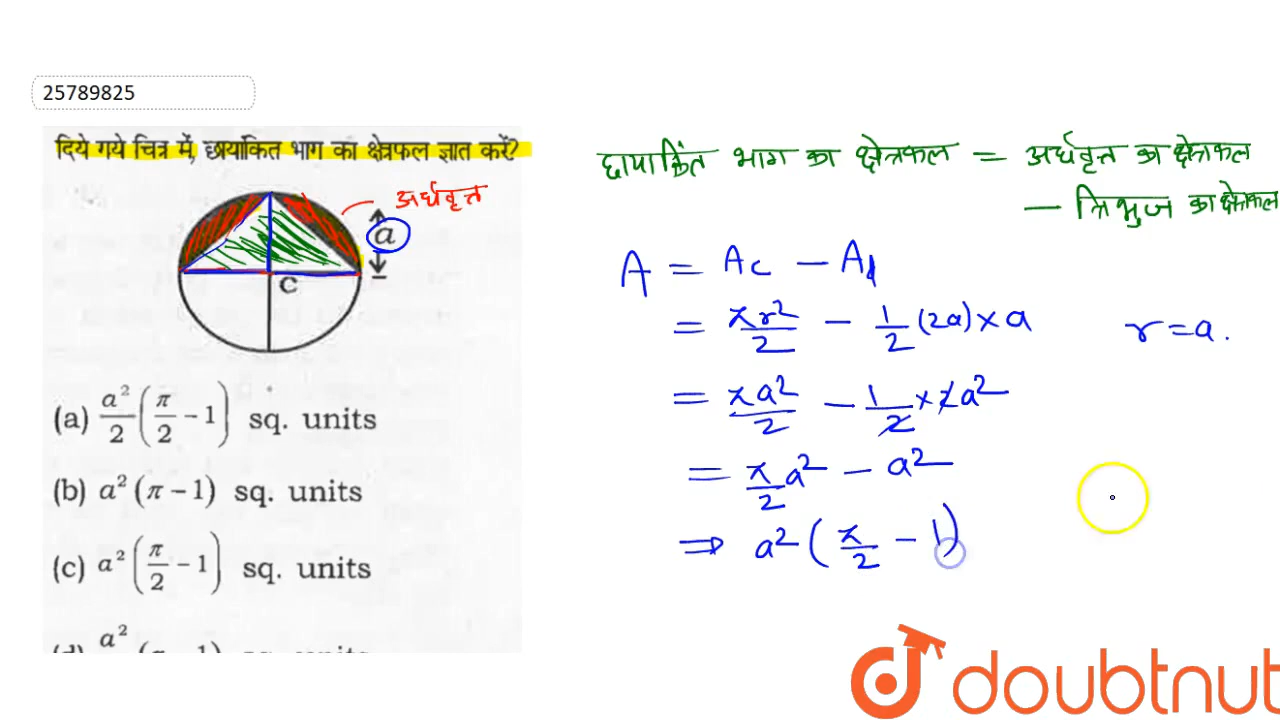 25789825
दिये गये चित्र में, छायांकित भाग का क्षेत्रफल ज्ञात करें?
अर्धवृत्त
a
C
(a) a²/2 (π/2 − 1) sq. units
(b) a² (π − 1) sq. units
(c) a² (π/2 − 1) sq. units
छायांकित भाग का क्षेत्रफल = अर्धवृत्त का क्षेत्रफल
− त्रिभुज का क्षेत्रफल
A = Ac − Ad
= πr²/2 − 1/2 (2a) × a r = a.
= πa²/2 − 1/2 × 2a²
= π/2 a² − a²
⇒ a² (π/2 − 1)
doubtnut